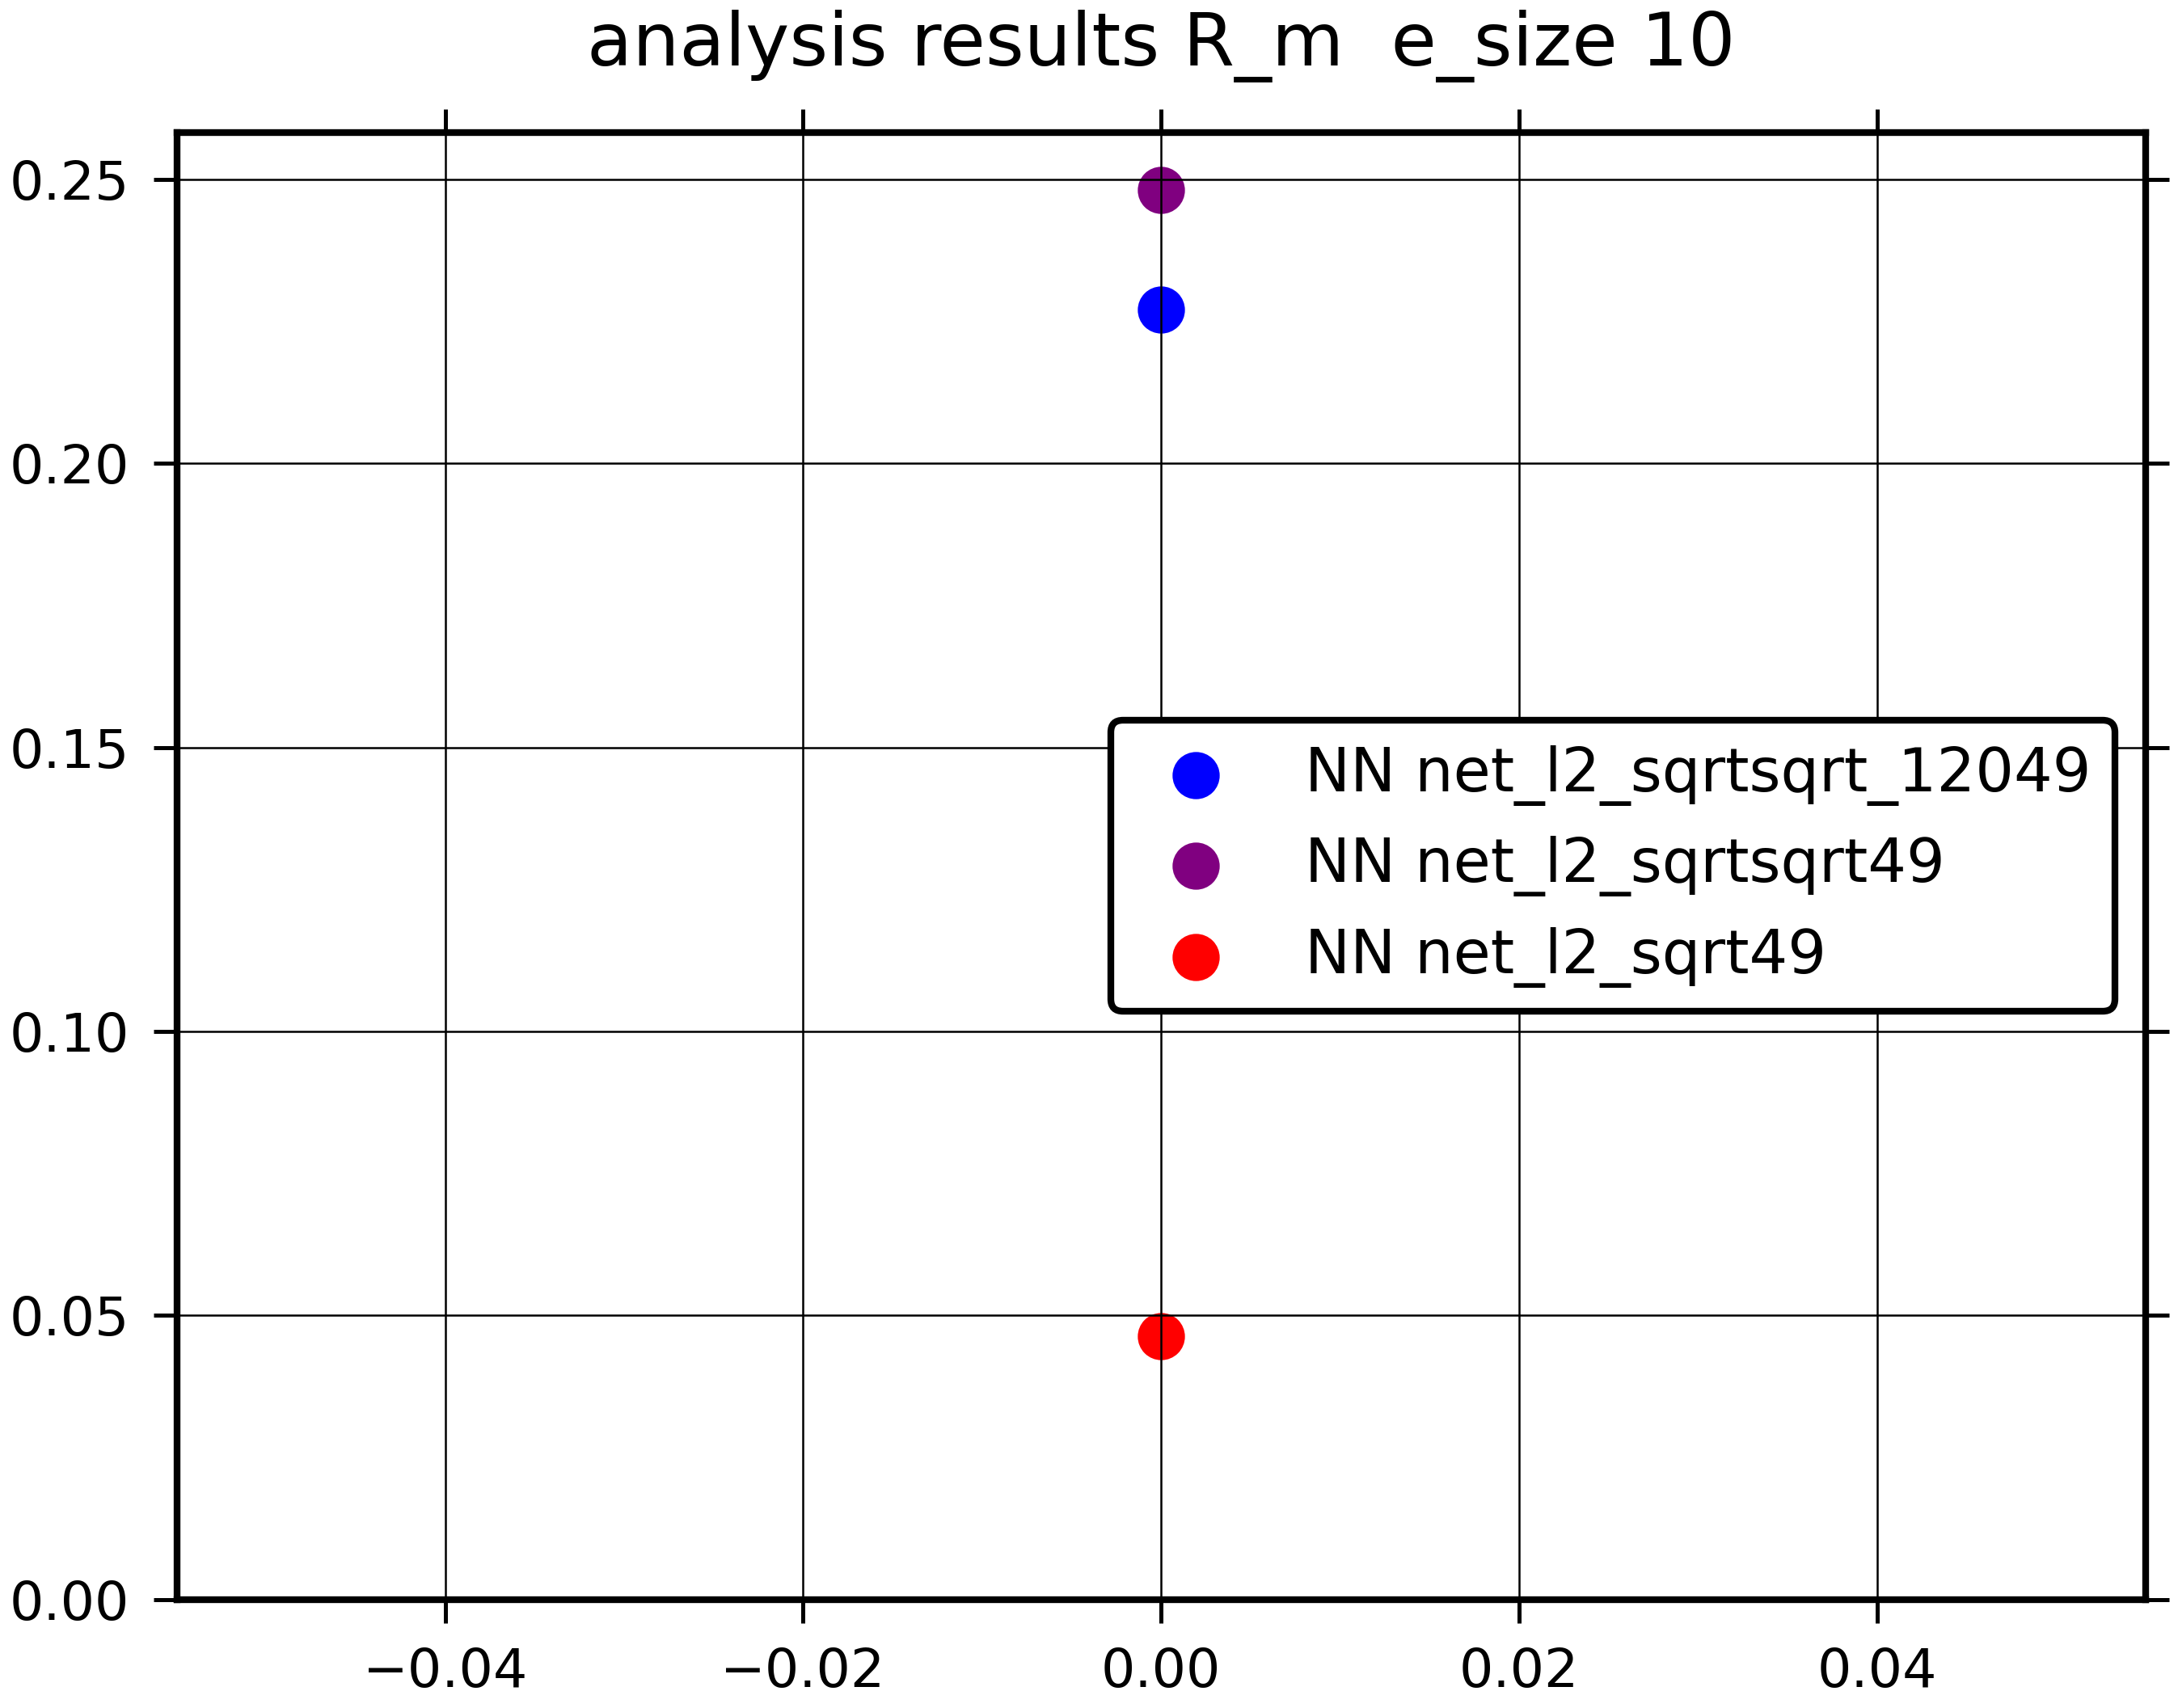 analysis results R_m  e_size 10
0.25
0.20
0.15
0.10
0.05
0.00
NN net_l2_sqrtsqrt_12049
NN net_l2_sqrtsqrt49
NN net_l2_sqrt49
−0.04
−0.02
0.00
0.02
0.04